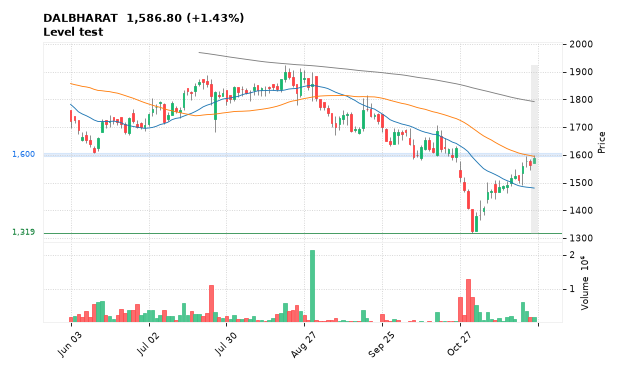 DALBHARAT 1,586.80 (+1.43%)
Level test
2000
1900
1800
1700
1600
1500
1400
1300
Price
1,600
1,319
2
1
Volume 10⁶
Jun 03
Jul 02
Jul 30
Aug 27
Sep 25
Oct 27